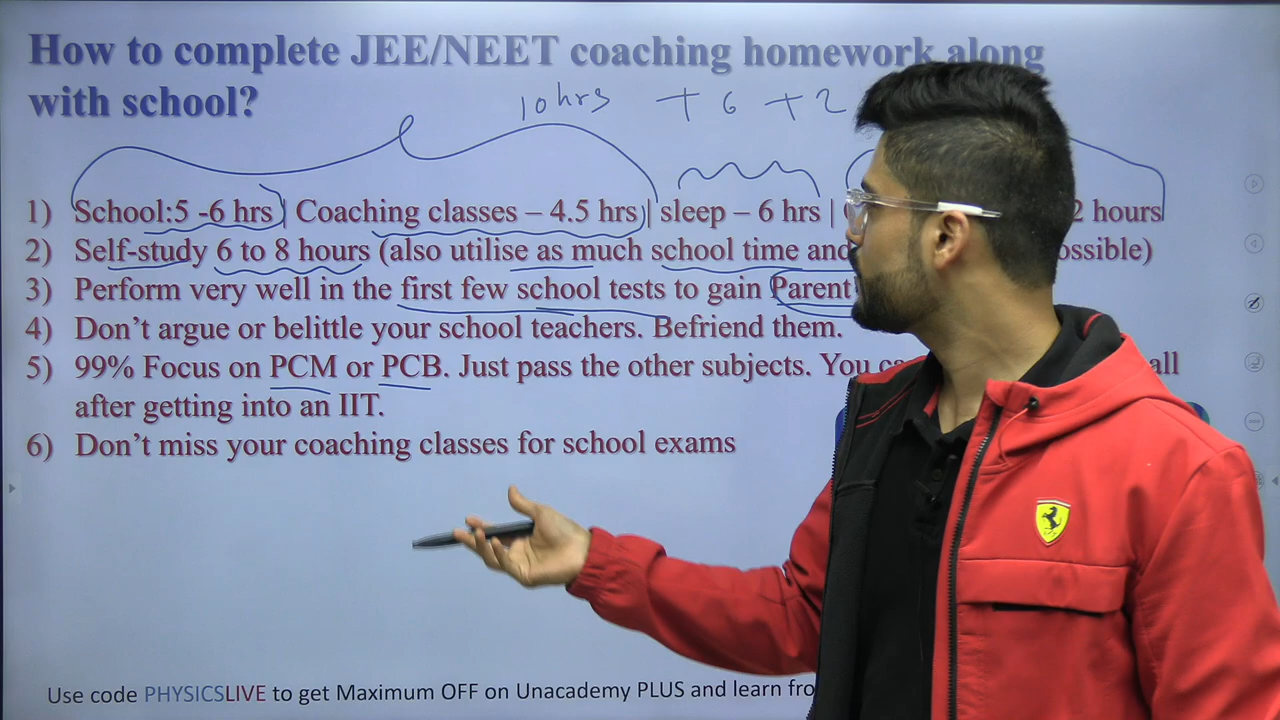 How to complete JEE/NEET coaching homework along
with school?
10 hrs + 6 + 2
1) School:5 -6 hrs | Coaching classes – 4.5 hrs | sleep – 6 hrs | 2 hours
2) Self-study 6 to 8 hours (also utilise as much school time and ossible)
3) Perform very well in the first few school tests to gain Parent
4) Don’t argue or belittle your school teachers. Befriend them.
5) 99% Focus on PCM or PCB. Just pass the other subjects. You ca all
after getting into an IIT.
6) Don’t miss your coaching classes for school exams
Use code PHYSICSLIVE to get Maximum OFF on Unacademy PLUS and learn fro